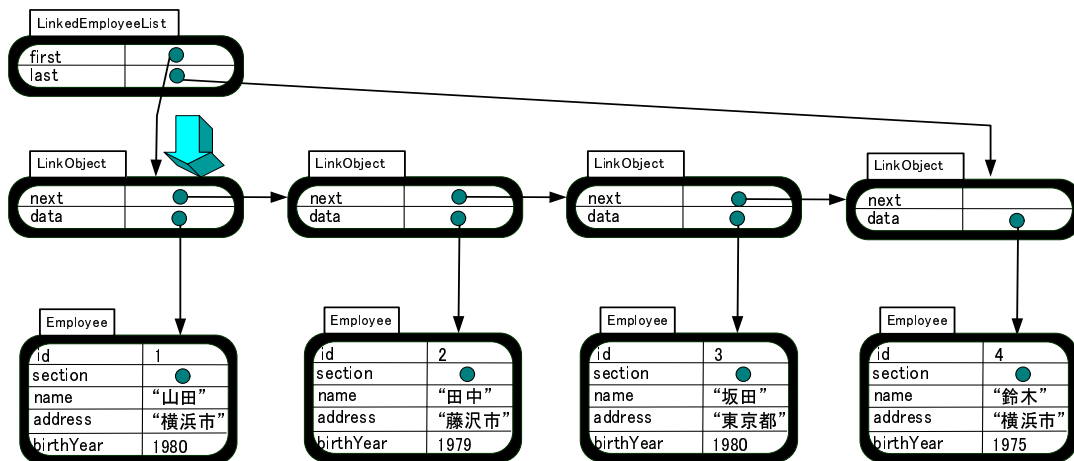 LinkedEmployeeList
first
last
LinkObject
next
data
LinkObject
next
data
LinkObject
next
data
LinkObject
next
data
Employee
id 1
section
name “山田”
address “横浜市”
birthYear 1980
Employee
id 2
section
name “田中”
address “藤沢市”
birthYear 1979
Employee
id 3
section
name “坂田”
address “東京都”
birthYear 1980
Employee
id 4
section
name “鈴木”
address “横浜市”
birthYear 1975